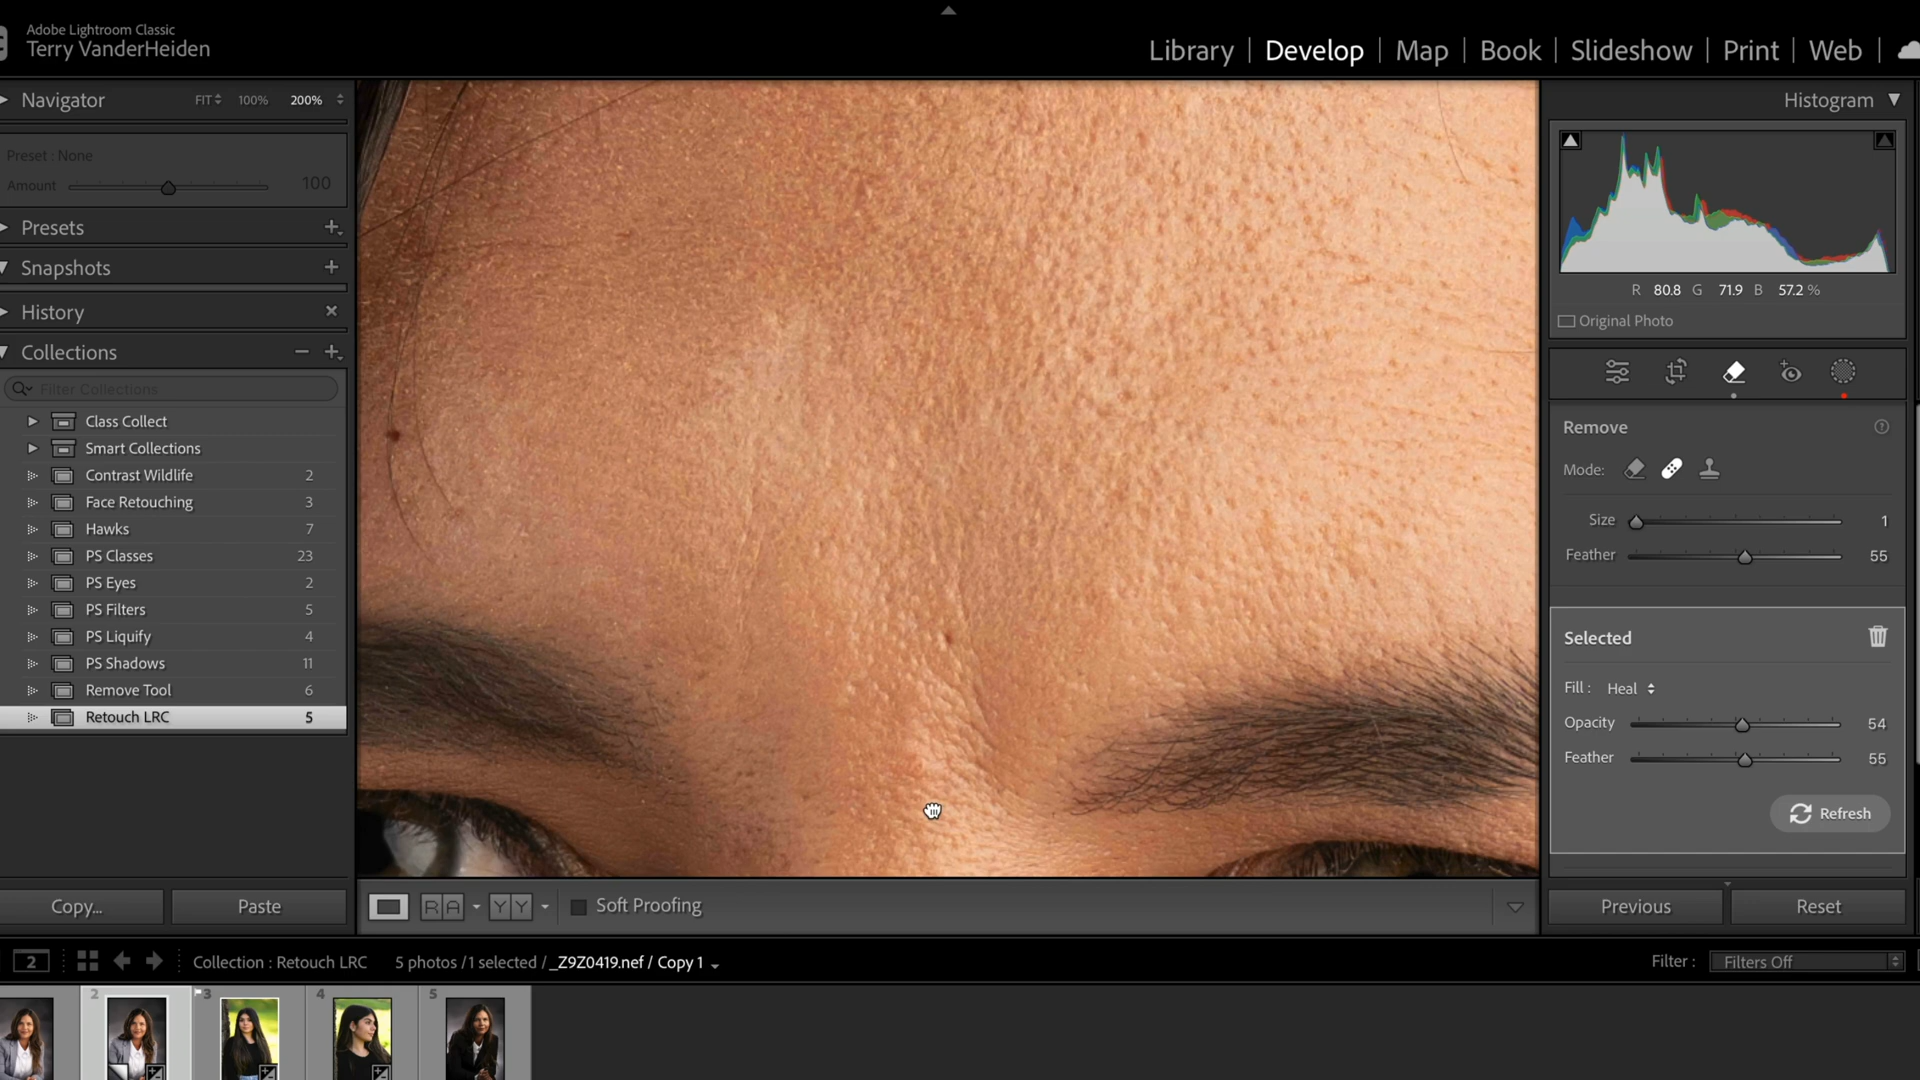 Adobe Lightroom Classic
Terry VanderHeiden
Library | Develop | Map | Book | Slideshow | Print | Web
Navigator FIT 100% 200%
Preset : None
Amount 100
Presets
Snapshots
History
Collections
Filter Collections
Class Collect
Smart Collections
Contrast Wildlife 2
Face Retouching 3
Hawks 7
PS Classes 23
PS Eyes 2
PS Filters 5
PS Liquify 4
PS Shadows 11
Remove Tool 6
Retouch LRC 5
Copy... Paste
R A Y Y Soft Proofing
Histogram
R 80.8 G 71.9 B 57.2 %
Original Photo
Remove
Mode:
Size 1
Feather 55
Selected
Fill : Heal
Opacity 54
Feather 55
Refresh
Previous Reset
2 Collection : Retouch LRC 5 photos / 1 selected / _Z9Z0419.nef / Copy 1 Filter : Filters Off
2 3 4 5